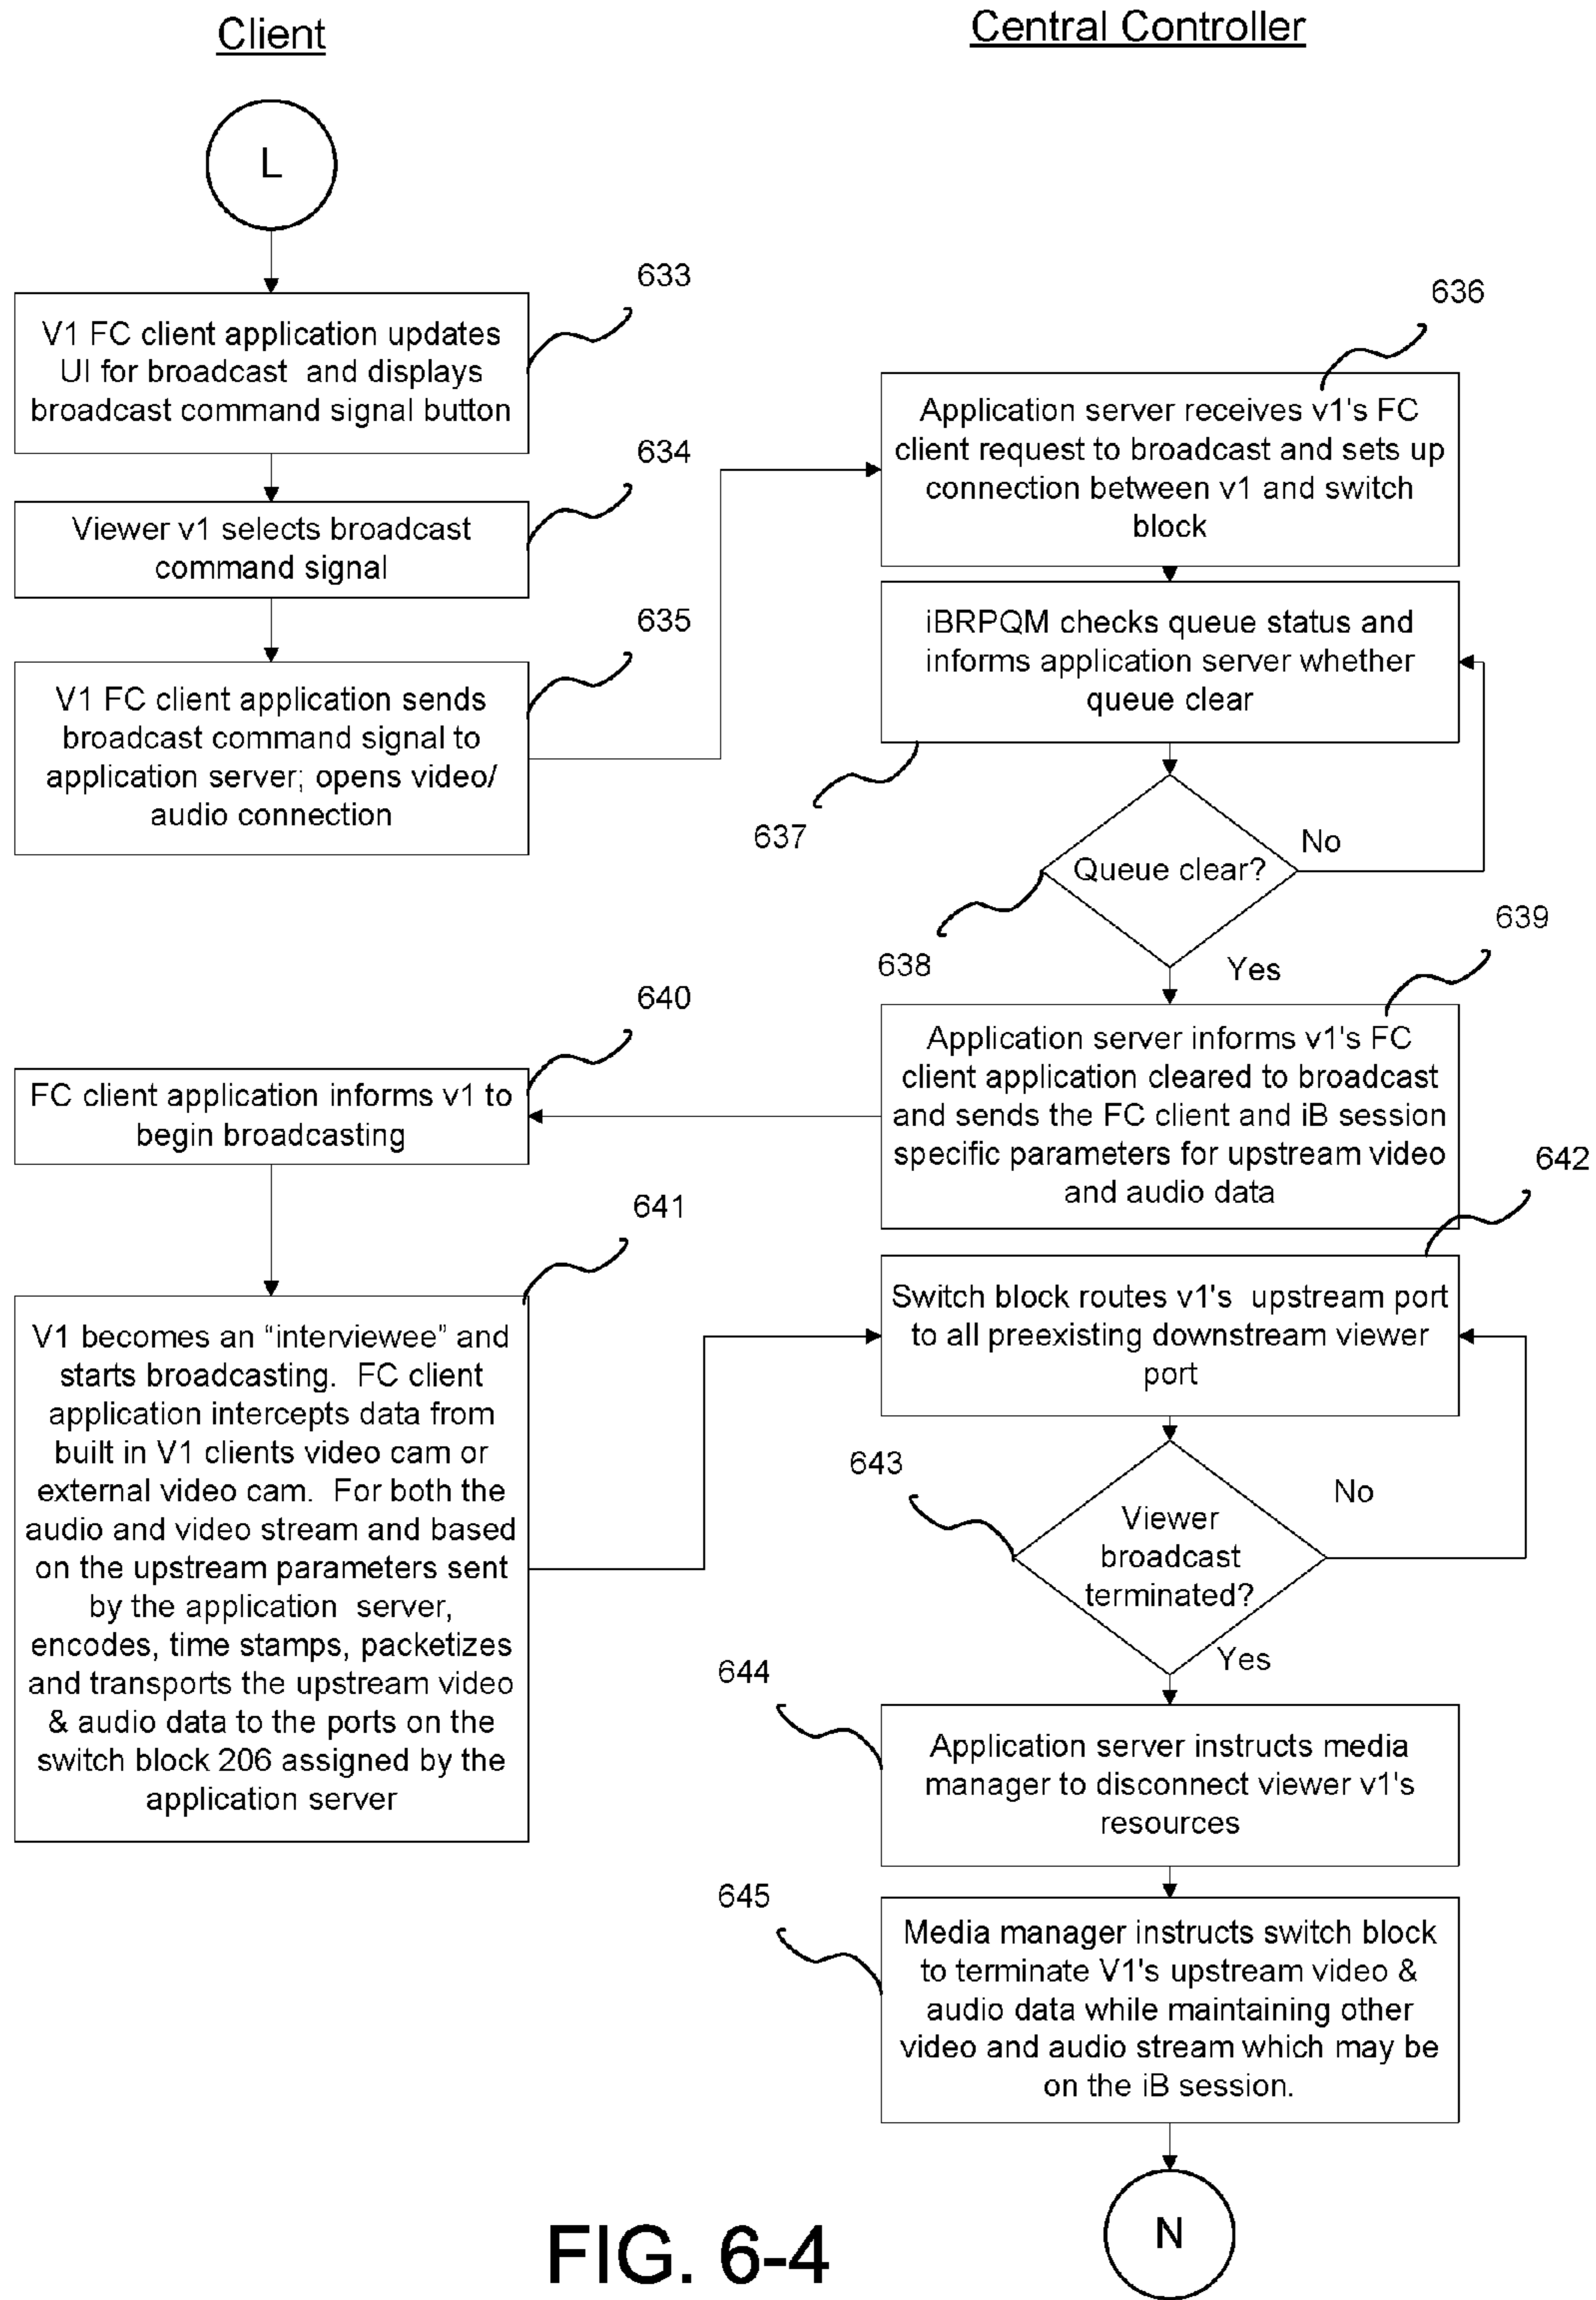 Client
Central Controller
L
633
V1 FC client application updates
UI for broadcast and displays
broadcast command signal button
634
Viewer v1 selects broadcast
command signal
635
V1 FC client application sends
broadcast command signal to
application server; opens video/
audio connection
636
Application server receives v1's FC
client request to broadcast and sets up
connection between v1 and switch
block
iBRPQM checks queue status and
informs application server whether
queue clear
637
Queue clear?
No
638
Yes
639
Application server informs v1's FC
client application cleared to broadcast
and sends the FC client and iB session
specific parameters for upstream video
and audio data
640
FC client application informs v1 to
begin broadcasting
641
V1 becomes an “interviewee” and
starts broadcasting. FC client
application intercepts data from
built in V1 clients video cam or
external video cam. For both the
audio and video stream and based
on the upstream parameters sent
by the application server,
encodes, time stamps, packetizes
and transports the upstream video
& audio data to the ports on the
switch block 206 assigned by the
application server
642
Switch block routes v1's upstream port
to all preexisting downstream viewer
port
643
Viewer
broadcast
terminated?
No
Yes
644
Application server instructs media
manager to disconnect viewer v1's
resources
645
Media manager instructs switch block
to terminate V1's upstream video &
audio data while maintaining other
video and audio stream which may be
on the iB session.
N
FIG. 6-4